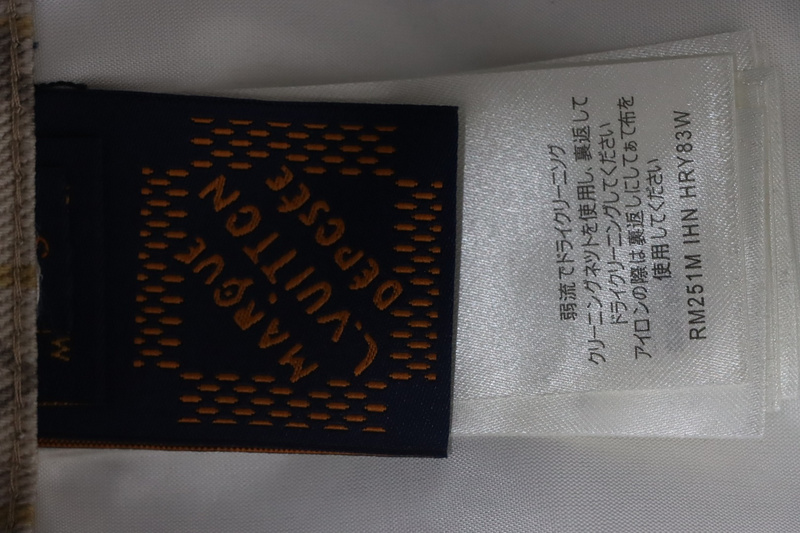 MARQUE
L.VUITTON
DÉPOSÉE
W
弱流でドライクリーニング
クリーニングネットを使用し、裏返して
ドライクリーニングしてください
アイロンの際は裏返しにしてあて布を
使用してください
RM251M IHN HRY83W